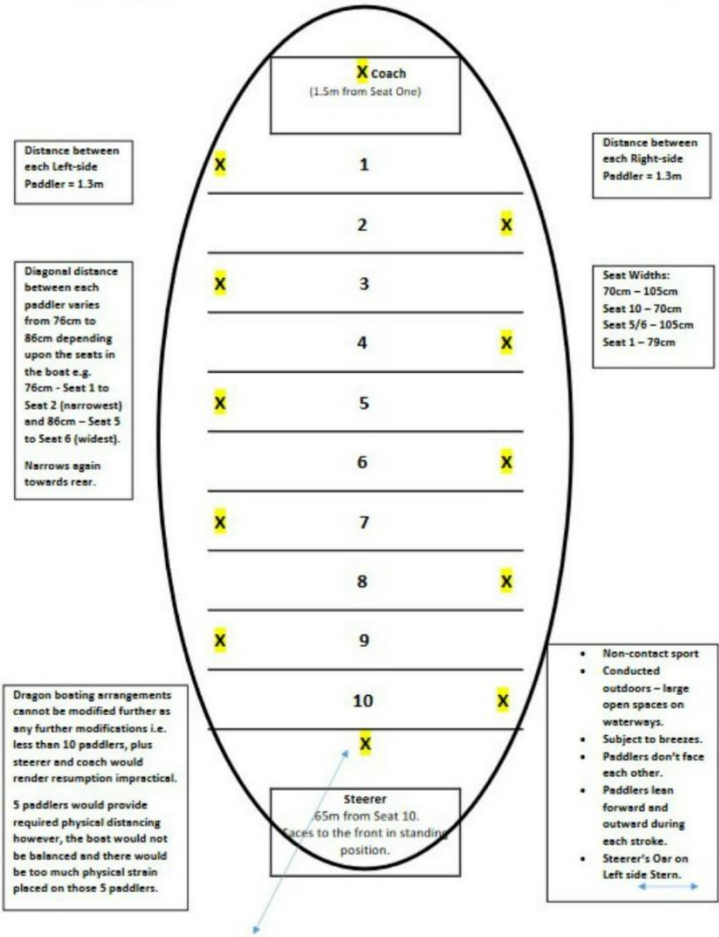 X Coach
(1.5m from Seat One)
Distance between
each Left-side
Paddler = 1.3m
Distance between
each Right-side
Paddler = 1.3m
X 1
2 X
X 3
4 X
X 5
6 X
X 7
8 X
X 9
10 X
X
Diagonal distance
between each
paddler varies
from 76cm to
86cm depending
upon the seats in
the boat e.g.
76cm - Seat 1 to
Seat 2 (narrowest)
and 86cm – Seat 5
to Seat 6 (widest).
Narrows again
towards rear.
Seat Widths:
70cm – 105cm
Seat 10 – 70cm
Seat 5/6 – 105cm
Seat 1 – 79cm
Dragon boating arrangements
cannot be modified further as
any further modifications i.e.
less than 10 paddlers, plus
steerer and coach would
render resumption impractical.
5 paddlers would provide
required physical distancing
however, the boat would not
be balanced and there would
be too much physical strain
placed on those 5 paddlers.
Steerer
.65m from Seat 10.
Faces to the front in standing
position.
• Non-contact sport
• Conducted
outdoors – large
open spaces on
waterways.
• Subject to breezes.
• Paddlers don't face
each other.
• Paddlers lean
forward and
outward during
each stroke.
• Steerer's Oar on
Left side Stern.